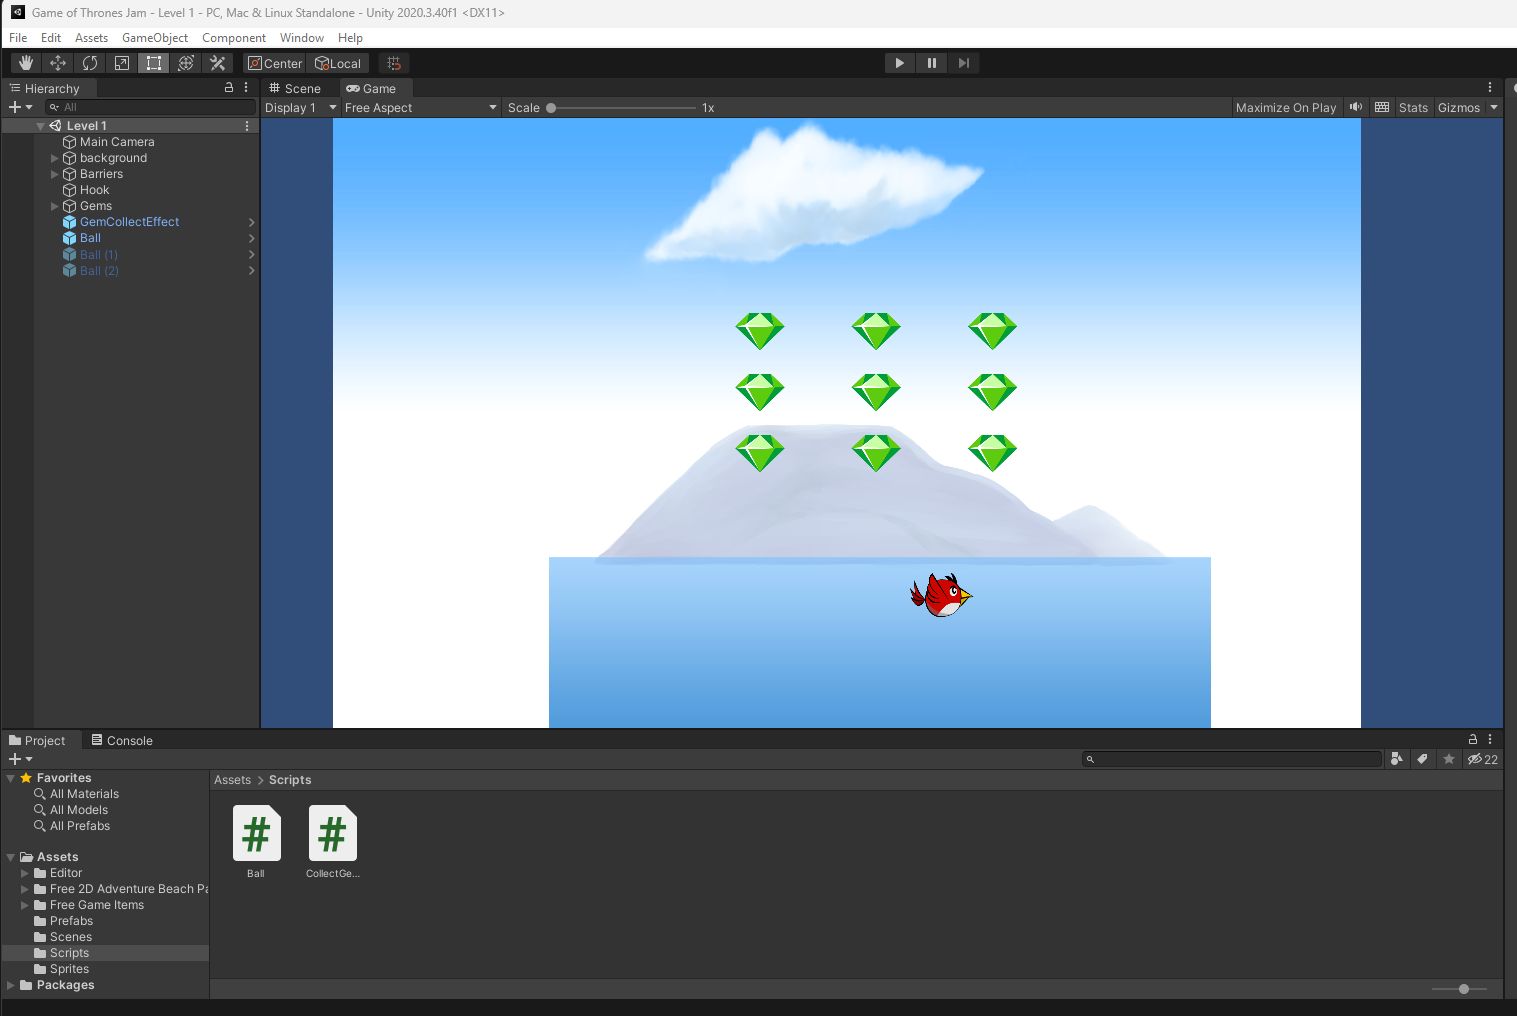 Game of Thrones Jam - Level 1 - PC, Mac & Linux Standalone - Unity 2020.3.40f1 <DX11>
File Edit Assets GameObject Component Window Help
Center Local
Hierarchy
All
Level 1
Main Camera
background
Barriers
Hook
Gems
GemCollectEffect
Ball
Ball (1)
Ball (2)
Scene Game
Display 1 Free Aspect Scale 1x Maximize On Play Stats Gizmos
Project Console
22
Favorites
All Materials
All Models
All Prefabs
Assets
Editor
Free 2D Adventure Beach Pa
Free Game Items
Prefabs
Scenes
Scripts
Sprites
Packages
Assets > Scripts
Ball CollectGe...